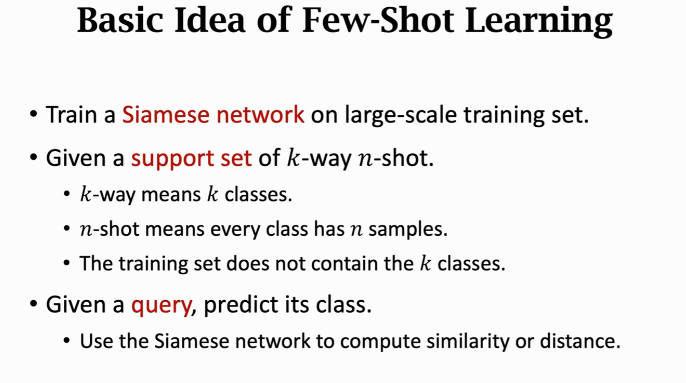 Basic Idea of Few-Shot Learning
• Train a Siamese network on large-scale training set.
• Given a support set of k-way n-shot.
• k-way means k classes.
• n-shot means every class has n samples.
• The training set does not contain the k classes.
• Given a query, predict its class.
• Use the Siamese network to compute similarity or distance.